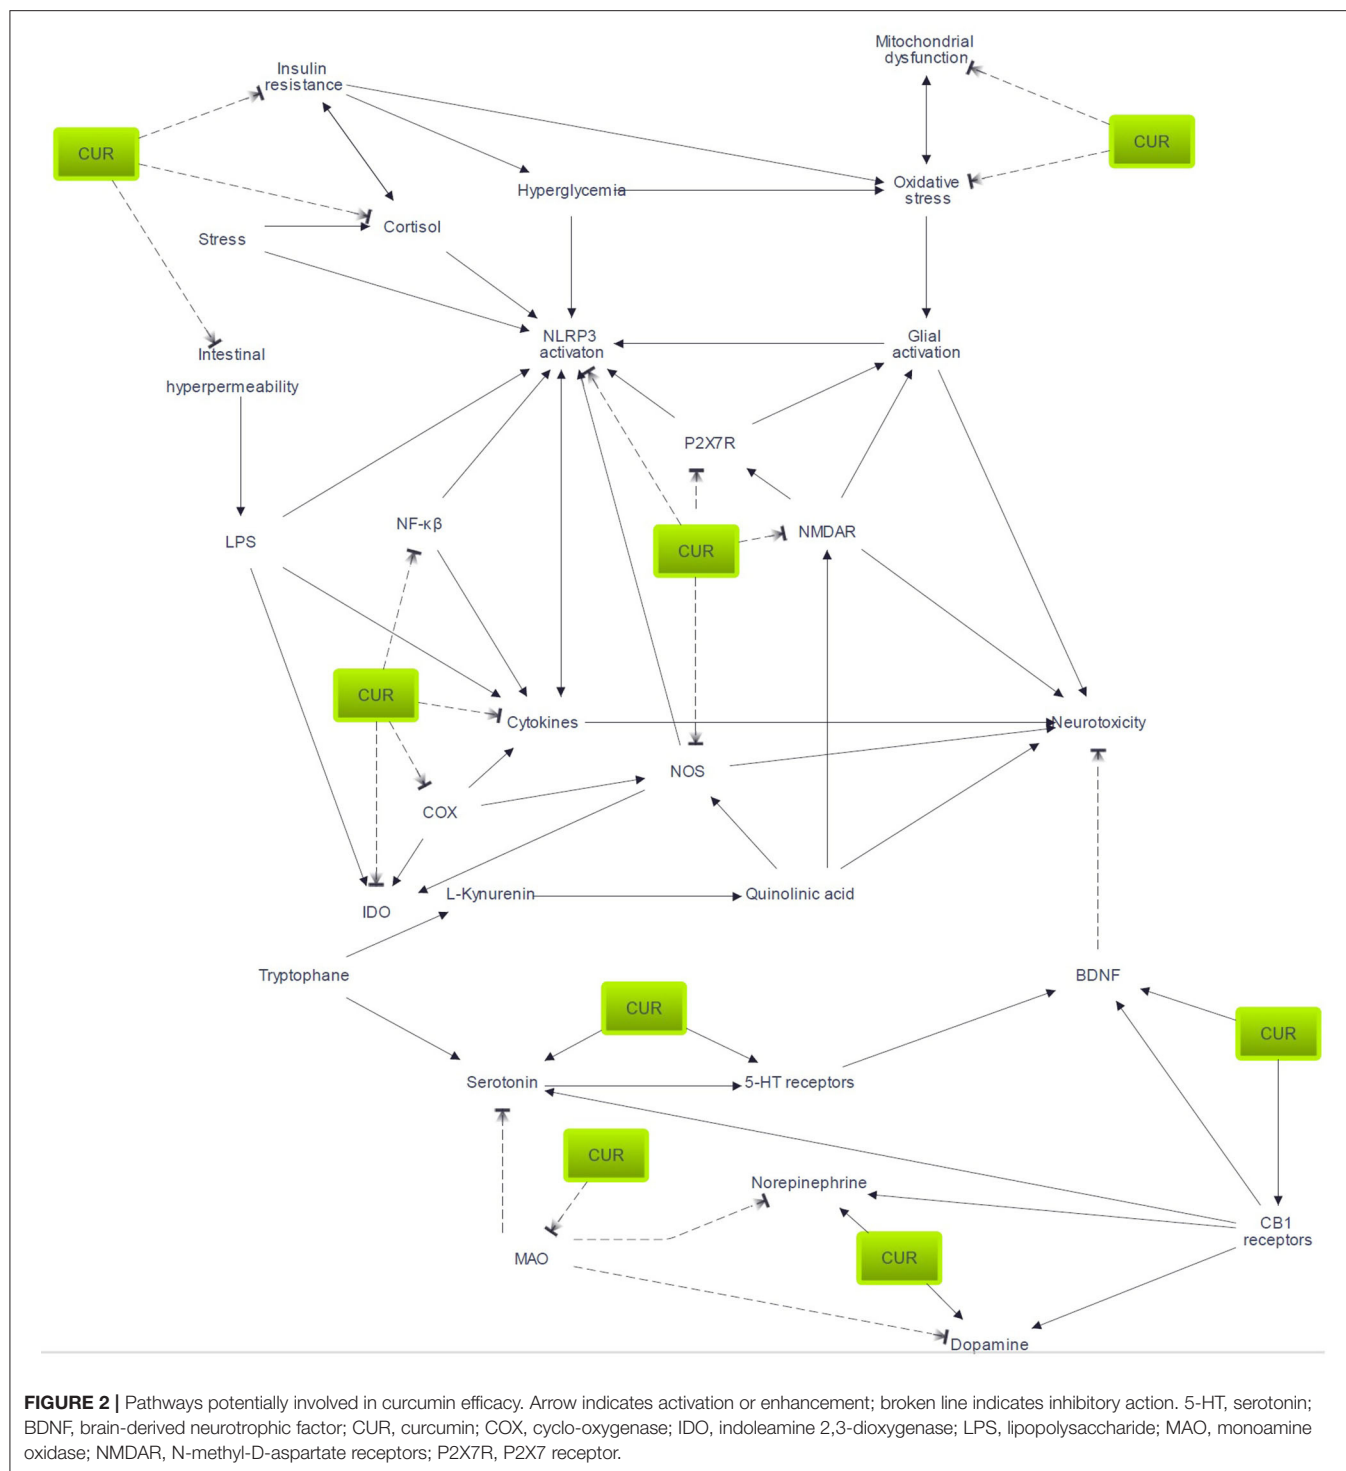 Mitochondrial
dysfunction
Insulin
resistance
CUR
CUR
Hyperglycemia
Oxidative
stress
Cortisol
Stress
NLRP3
activaton
Glial
activation
Intestinal
hyperpermeability
P2X7R
NF-κβ
NMDAR
LPS
CUR
CUR
Cytokines
Neurotoxicity
NOS
COX
L-Kynurenin
Quinolinic acid
IDO
Tryptophane
BDNF
CUR
CUR
Serotonin
5-HT receptors
CUR
Norepinephrine
CB1
receptors
MAO
CUR
Dopamine
FIGURE 2 | Pathways potentially involved in curcumin efficacy. Arrow indicates activation or enhancement; broken line indicates inhibitory action. 5-HT, serotonin;
BDNF, brain-derived neurotrophic factor; CUR, curcumin; COX, cyclo-oxygenase; IDO, indoleamine 2,3-dioxygenase; LPS, lipopolysaccharide; MAO, monoamine
oxidase; NMDAR, N-methyl-D-aspartate receptors; P2X7R, P2X7 receptor.